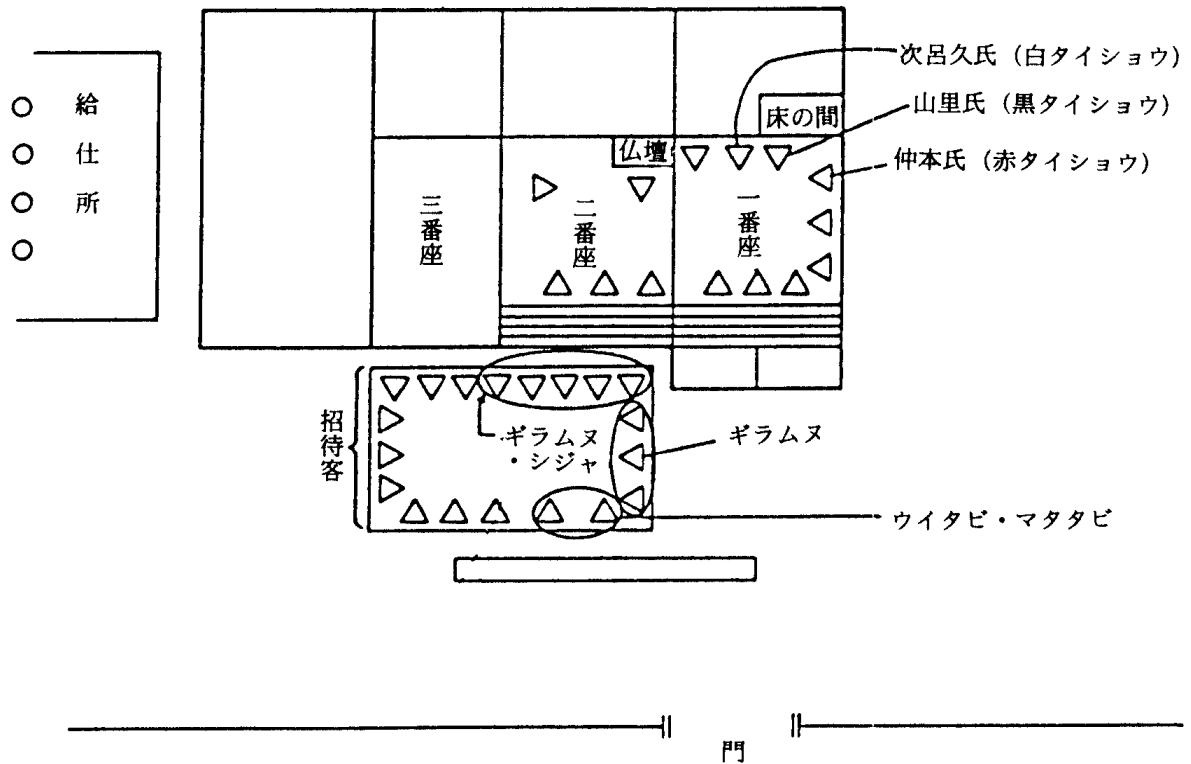 次呂久氏（白タイショウ）
給仕所
床の間
山里氏（黒タイショウ）
仏壇
仲本氏（赤タイショウ）
三番座
二番座
一番座
招待客
ギラムヌ
・シジャ
ギラムヌ
ウイタビ・マタタビ
門